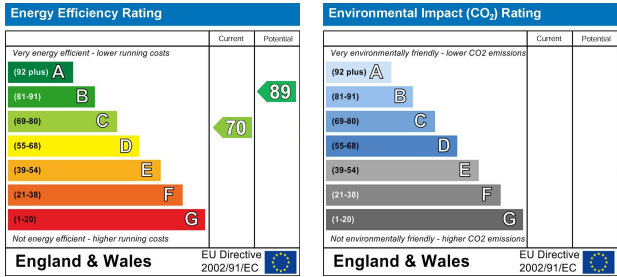 Energy Efficiency Rating
Current Potential
Very energy efficient - lower running costs
(92 plus) A
(81-91) B
89
(69-80) C
70
(55-68) D
(39-54) E
(21-38) F
(1-20) G
Not energy efficient - higher running costs
England & Wales
EU Directive
2002/91/EC
Environmental Impact (CO₂) Rating
Current Potential
Very environmentally friendly - lower CO2 emissions
(92 plus) A
(81-91) B
(69-80) C
(55-68) D
(39-54) E
(21-38) F
(1-20) G
Not environmentally friendly - higher CO2 emissions
England & Wales
EU Directive
2002/91/EC